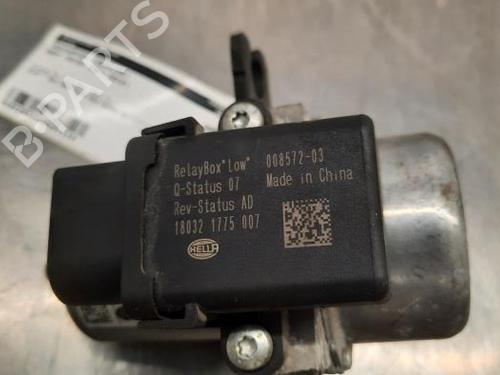 B-PARTS
RelayBox"Low" 008572-03
Q-Status 07 Made in China
Rev-Status AD
18032 1775 007
HELLA